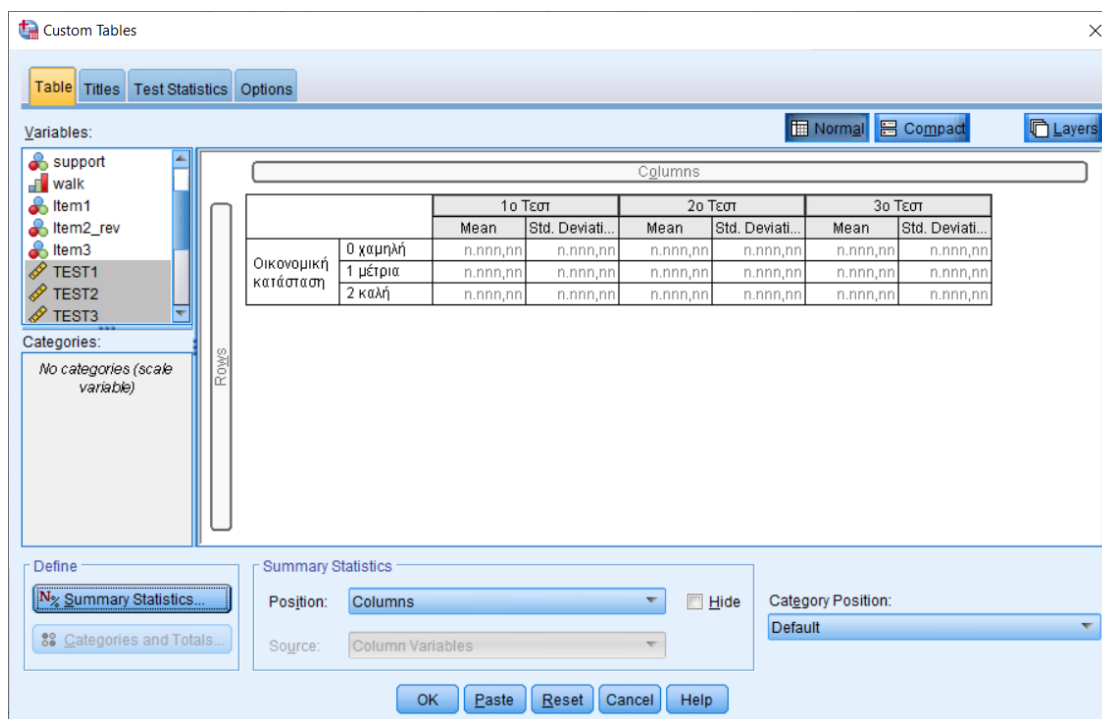 Custom Tables
Table Titles Test Statistics Options
Variables:
Normal Compact Layers
support
walk
Item1
Item2_rev
Item3
TEST1
TEST2
TEST3
Categories:
No categories (scale
variable)
Columns
Rows
1ο Τεστ 2ο Τεστ 3ο Τεστ
Mean Std. Deviati... Mean Std. Deviati... Mean Std. Deviati...
Οικονομική
κατάσταση
0 χαμηλή n.nnn,nn n.nnn,nn n.nnn,nn n.nnn,nn n.nnn,nn n.nnn,nn
1 μέτρια n.nnn,nn n.nnn,nn n.nnn,nn n.nnn,nn n.nnn,nn n.nnn,nn
2 καλή n.nnn,nn n.nnn,nn n.nnn,nn n.nnn,nn n.nnn,nn n.nnn,nn
Define
N% Summary Statistics...
Categories and Totals...
Summary Statistics
Position: Columns Hide
Source: Column Variables
Category Position:
Default
OK Paste Reset Cancel Help